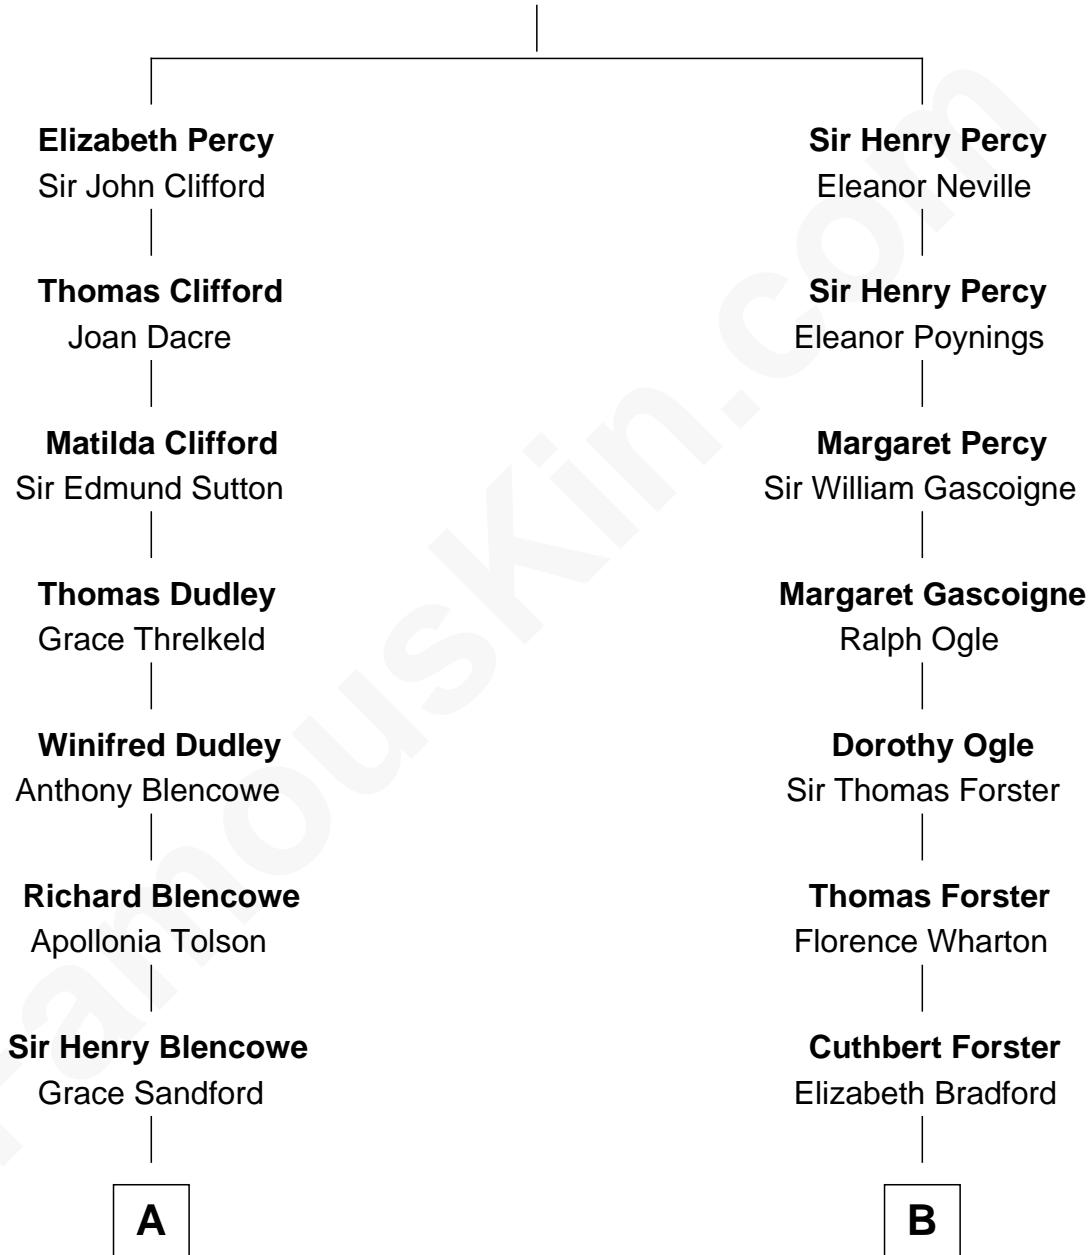 Elizabeth Percy
Sir John Clifford
Thomas Clifford
Joan Dacre
Matilda Clifford
Sir Edmund Sutton
Thomas Dudley
Grace Threlkeld
Winifred Dudley
Anthony Blencowe
Richard Blencowe
Apollonia Tolson
Sir Henry Blencowe
Grace Sandford
A
Sir Henry Percy
Eleanor Neville
Sir Henry Percy
Eleanor Poynings
Margaret Percy
Sir William Gascoigne
Margaret Gascoigne
Ralph Ogle
Dorothy Ogle
Sir Thomas Forster
Thomas Forster
Florence Wharton
Cuthbert Forster
Elizabeth Bradford
B
FamousKin.com